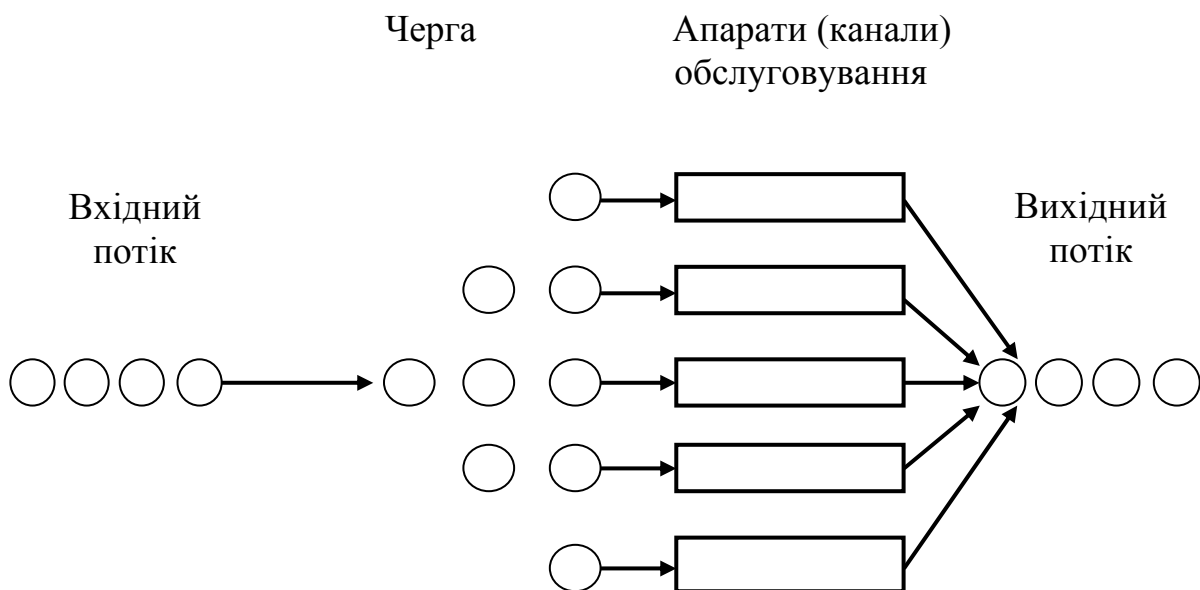 Черга
Апарати (канали)
обслуговування
Вхідний
потік
Вихідний
потік